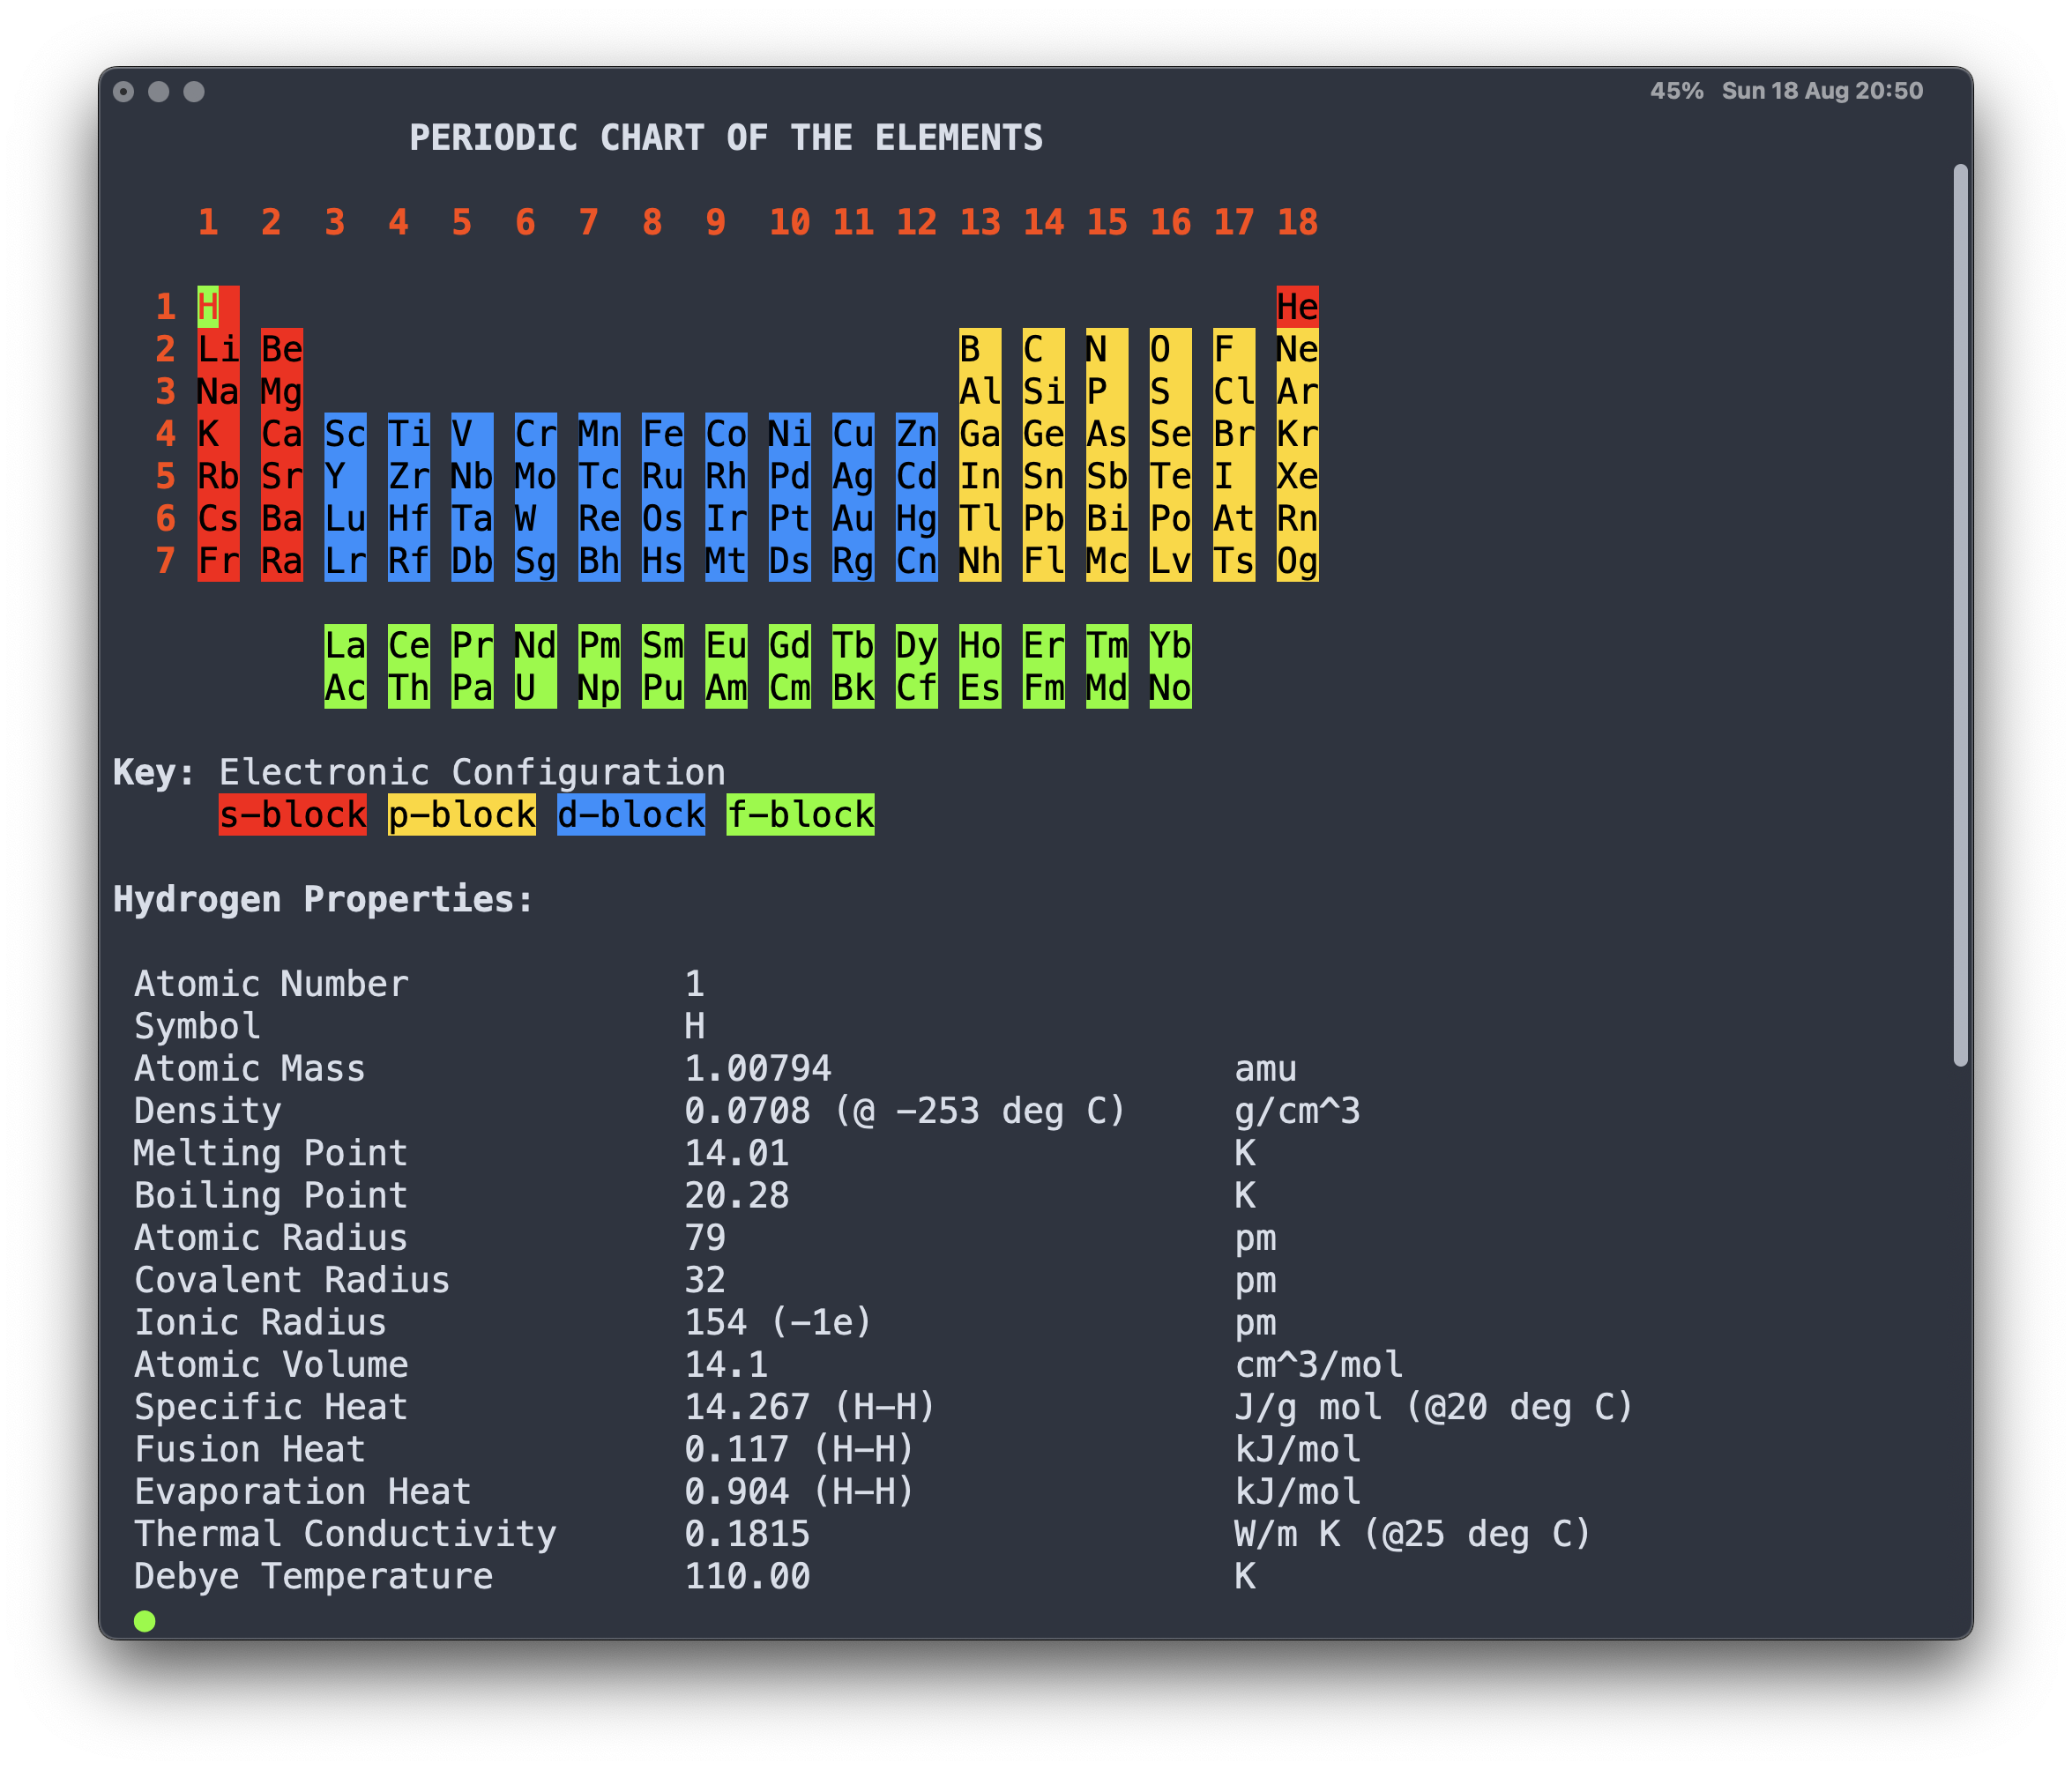 45% Sun 18 Aug 20:50
PERIODIC CHART OF THE ELEMENTS
1 2 3 4 5 6 7 8 9 10 11 12 13 14 15 16 17 18
1 H He
2 Li Be B C N O F Ne
3 Na Mg Al Si P S Cl Ar
4 K Ca Sc Ti V Cr Mn Fe Co Ni Cu Zn Ga Ge As Se Br Kr
5 Rb Sr Y Zr Nb Mo Tc Ru Rh Pd Ag Cd In Sn Sb Te I Xe
6 Cs Ba Lu Hf Ta W Re Os Ir Pt Au Hg Tl Pb Bi Po At Rn
7 Fr Ra Lr Rf Db Sg Bh Hs Mt Ds Rg Cn Nh Fl Mc Lv Ts Og
La Ce Pr Nd Pm Sm Eu Gd Tb Dy Ho Er Tm Yb
Ac Th Pa U Np Pu Am Cm Bk Cf Es Fm Md No
Key: Electronic Configuration
s-block p-block d-block f-block
Hydrogen Properties:
Atomic Number 1
Symbol H
Atomic Mass 1.00794 amu
Density 0.0708 (@ -253 deg C) g/cm^3
Melting Point 14.01 K
Boiling Point 20.28 K
Atomic Radius 79 pm
Covalent Radius 32 pm
Ionic Radius 154 (-1e) pm
Atomic Volume 14.1 cm^3/mol
Specific Heat 14.267 (H-H) J/g mol (@20 deg C)
Fusion Heat 0.117 (H-H) kJ/mol
Evaporation Heat 0.904 (H-H) kJ/mol
Thermal Conductivity 0.1815 W/m K (@25 deg C)
Debye Temperature 110.00 K